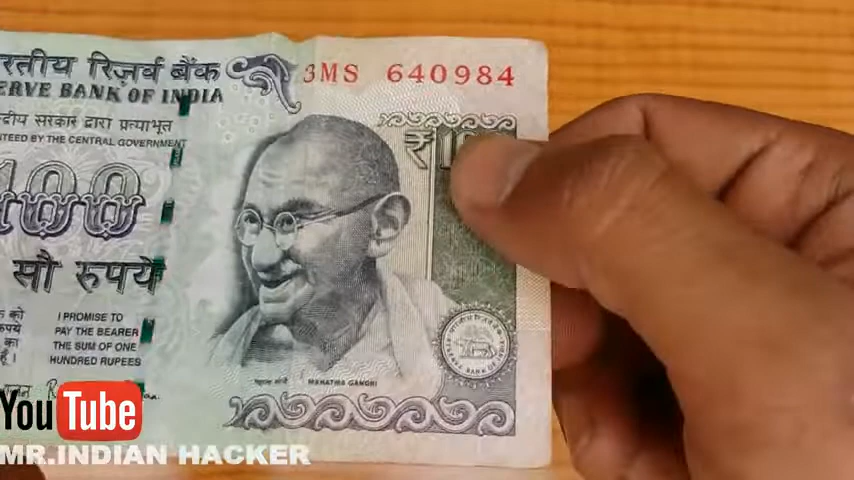 रतीय रिज़र्व बैंक
ERVE BANK OF INDIA
3MS 640984
सरकार द्वारा प्रत्याभूत
TEED BY THE CENTRAL GOVERNMENT
₹1
100
सौ रुपये
I PROMISE TO
PAY THE BEARER
THE SUM OF ONE
HUNDRED RUPEES
MAHATMA GANDHI
YouTube
MR.INDIAN HACKER